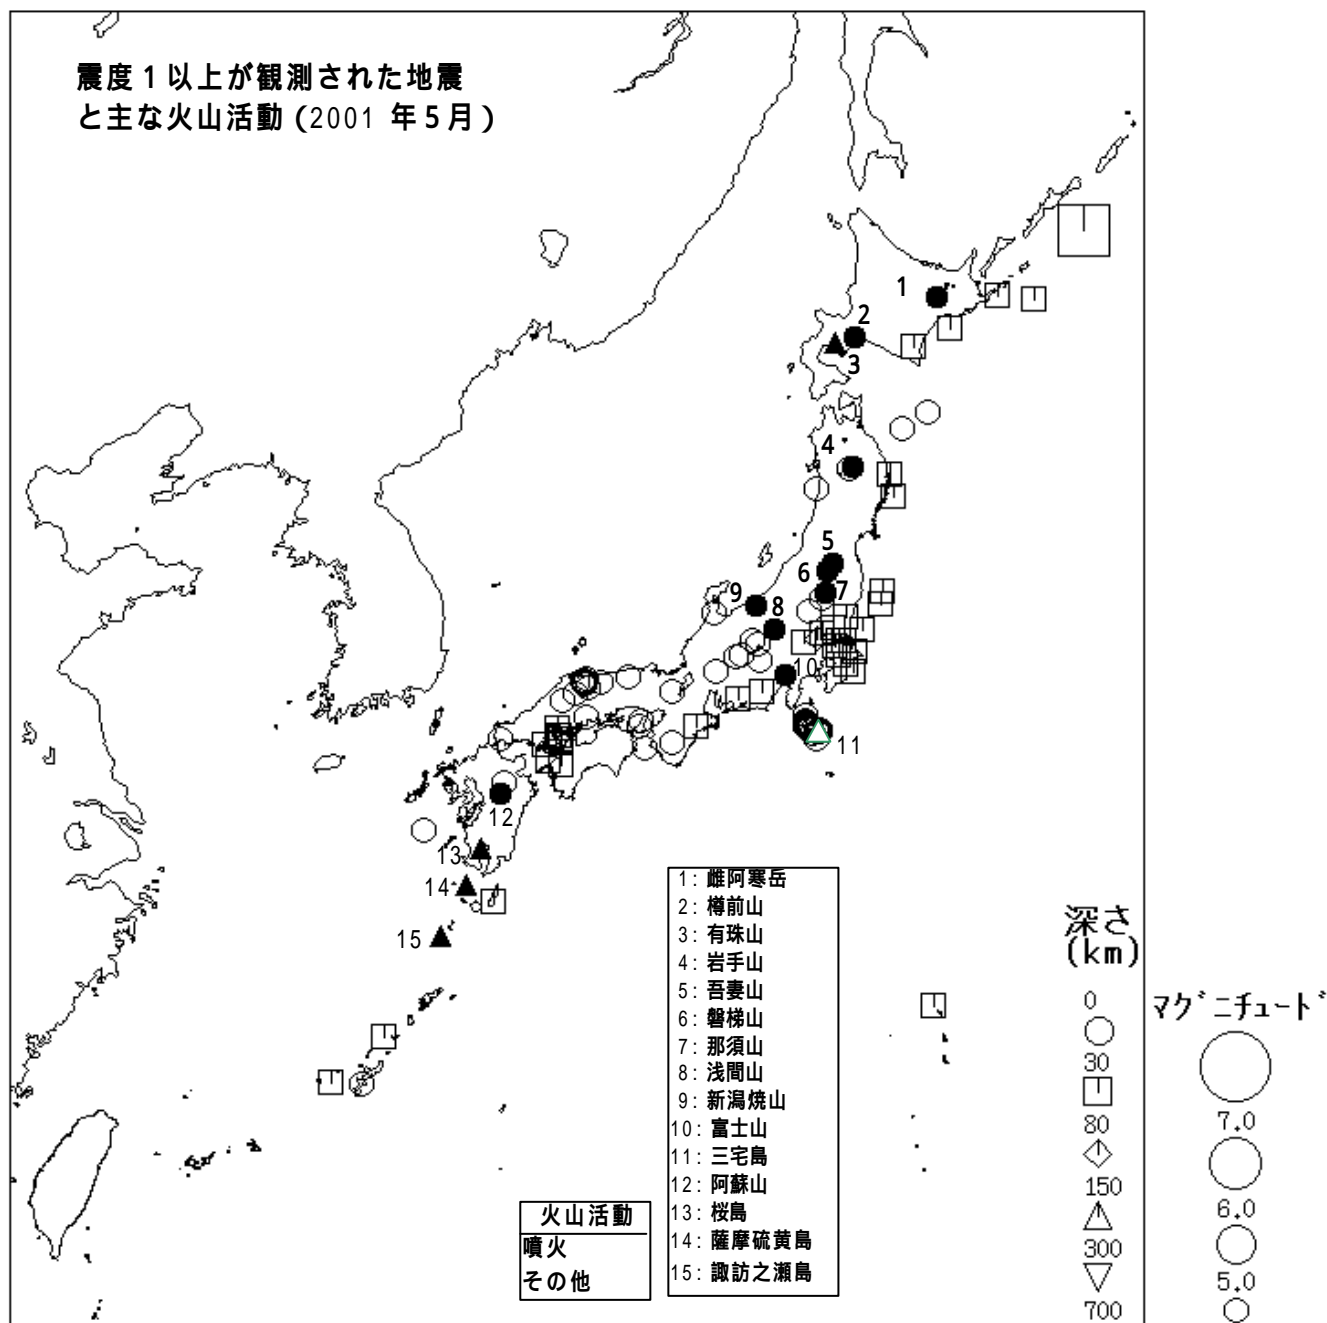 震度1以上が観測された地震
と主な火山活動(2001 年5月)
1
2
3
4
5
6
7
9
8
10
11
12
13
14
15
1: 雌阿寒岳
2: 樽前山
3: 有珠山
4: 岩手山
5: 吾妻山
6: 磐梯山
7: 那須山
8: 浅間山
9: 新潟焼山
10: 富士山
11: 三宅島
12: 阿蘇山
13: 桜島
14: 薩摩硫黄島
15: 諏訪之瀬島
火山活動
噴火
その他
深さ
(km)
0
30
80
150
300
700
マグニチュード
7.0
6.0
5.0